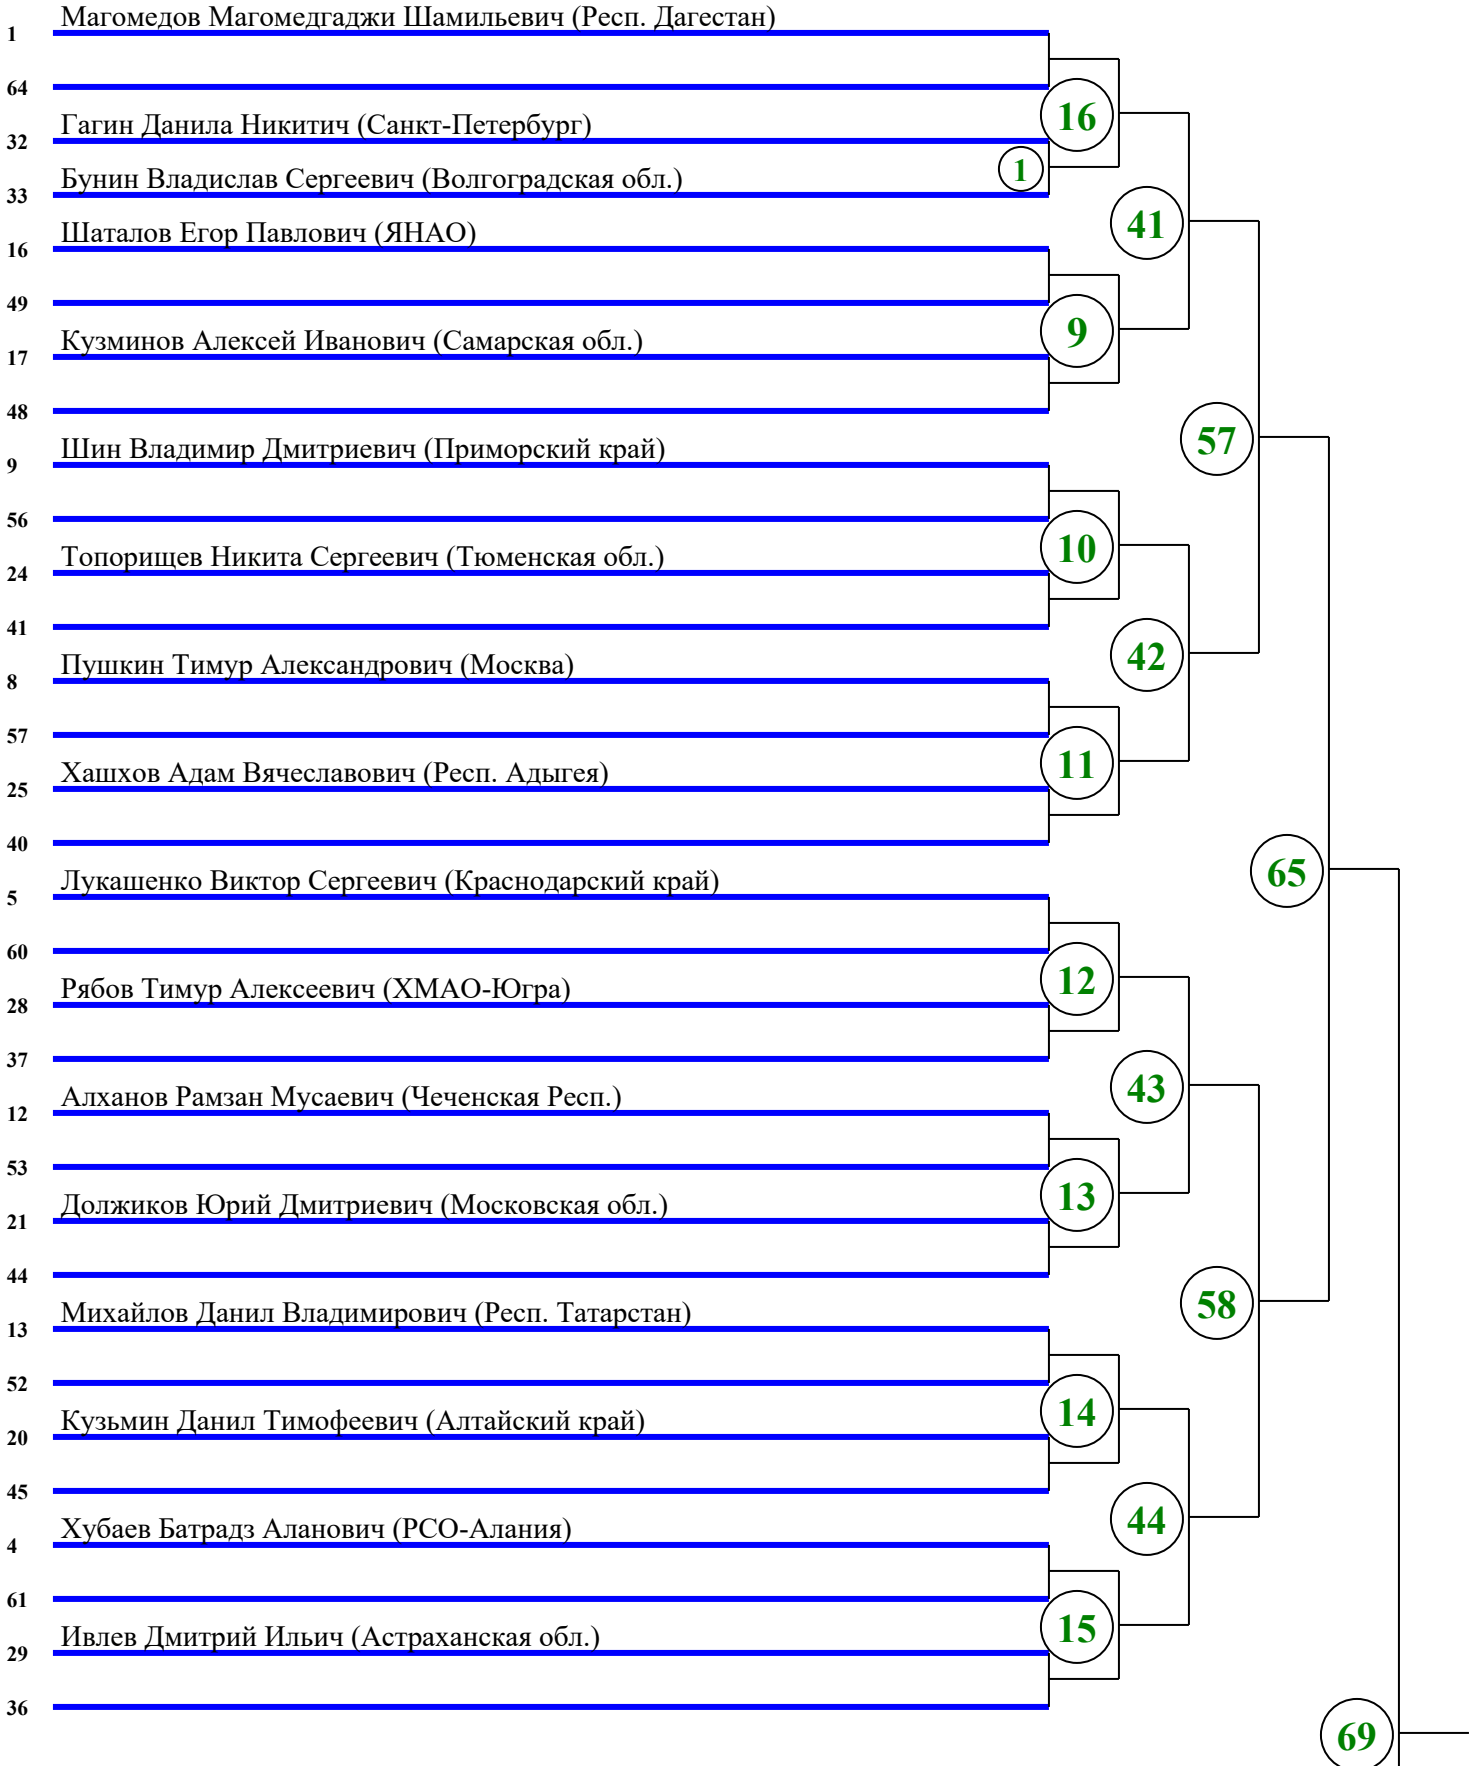 Магомедов Магомедгаджи Шамильевич (Респ. Дагестан)
1
64
16
Гагин Данила Никитич (Санкт-Петербург)
32
1
Бунин Владислав Сергеевич (Волгоградская обл.)
33
41
Шаталов Егор Павлович (ЯНАО)
16
49
9
Кузминов Алексей Иванович (Самарская обл.)
17
48
57
Шин Владимир Дмитриевич (Приморский край)
9
56
10
Топорищев Никита Сергеевич (Тюменская обл.)
24
41
42
Пушкин Тимур Александрович (Москва)
8
57
11
Хашхов Адам Вячеславович (Респ. Адыгея)
25
40
65
Лукашенко Виктор Сергеевич (Краснодарский край)
5
60
12
Рябов Тимур Алексеевич (ХМАО-Югра)
28
37
43
Алханов Рамзан Мусаевич (Чеченская Респ.)
12
53
13
Должиков Юрий Дмитриевич (Московская обл.)
21
44
58
Михайлов Данил Владимирович (Респ. Татарстан)
13
52
14
Кузьмин Данил Тимофеевич (Алтайский край)
20
45
44
Хубаев Батрадз Аланович (РСО-Алания)
4
61
15
Ивлев Дмитрий Ильич (Астраханская обл.)
29
36
69